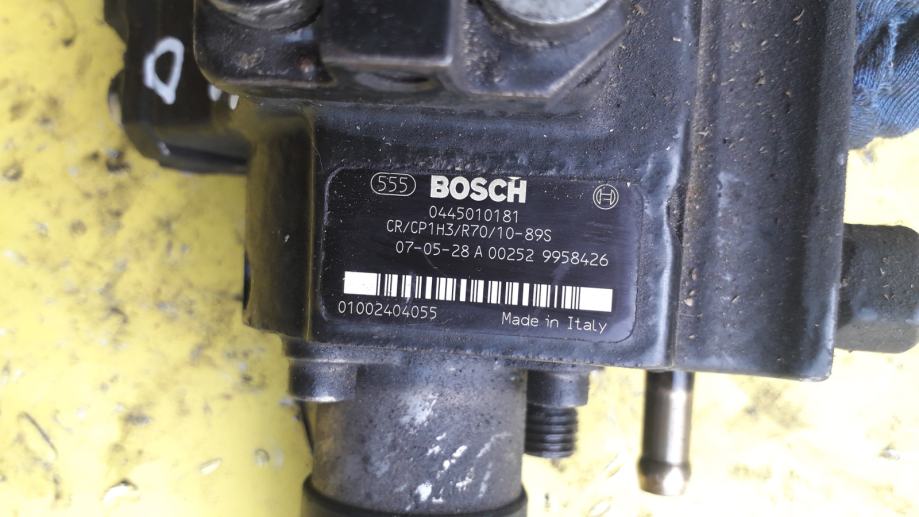 555 BOSCH
0445010181
CR/CP1H3/R70/10-89S
07-05-28 A 00252 9958426
01002404055 Made in Italy